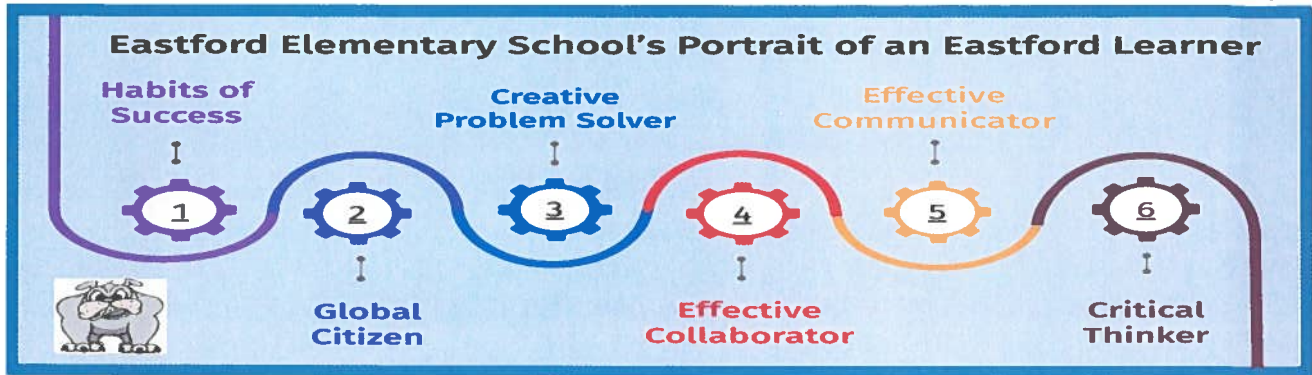 Eastford Elementary School's Portrait of an Eastford Learner
Habits of
Success
1
Global
Citizen
2
Creative
Problem Solver
3
Effective
Collaborator
4
Effective
Communicator
5
Critical
Thinker
6